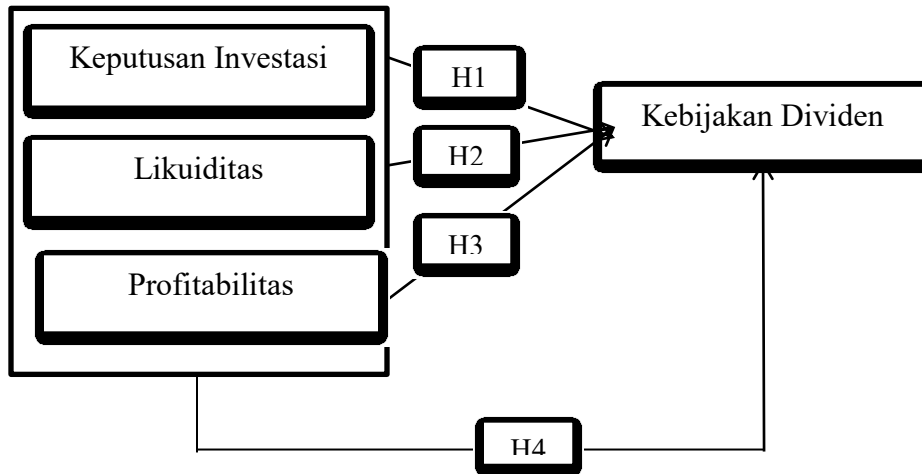 Keputusan Investasi
H1
Kebijakan Dividen
Likuiditas
H2
H3
Profitabilitas
H4